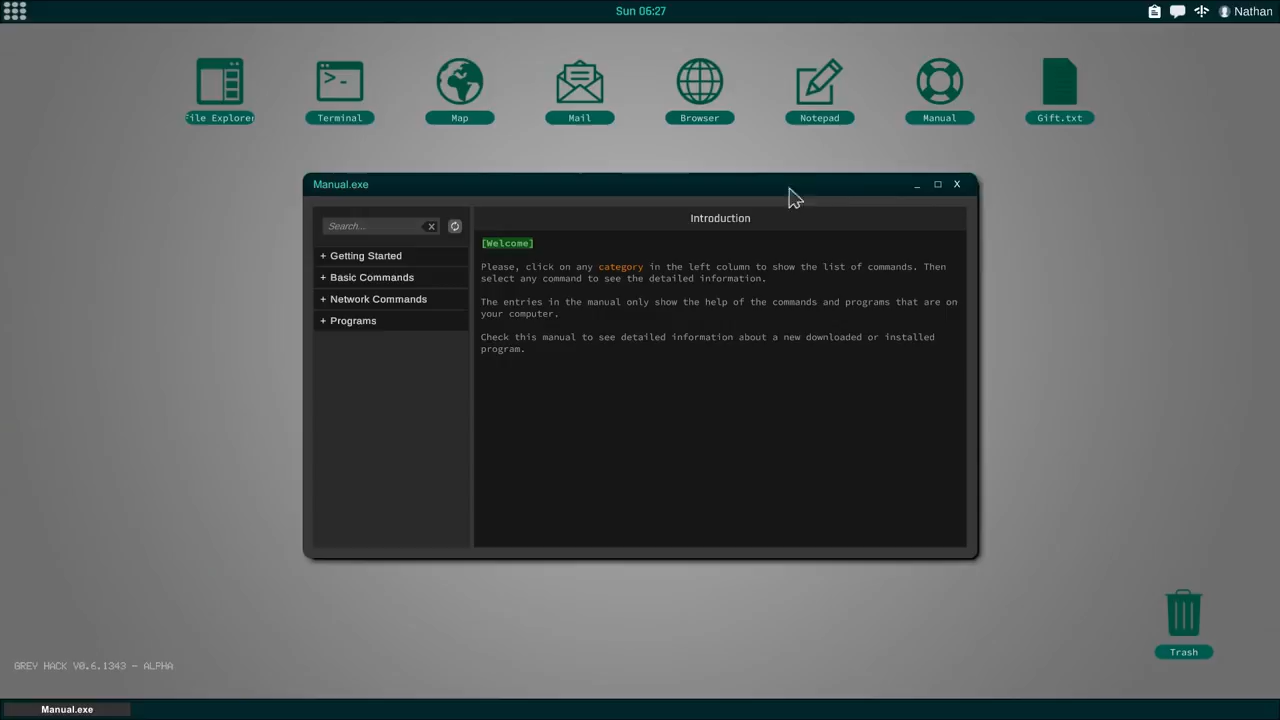 Sun 06:27
Nathan
File Explorer
Terminal
Map
Mail
Browser
Notepad
Manual
Gift.txt
Manual.exe
_ □ X
Search...
Introduction
+ Getting Started
+ Basic Commands
+ Network Commands
+ Programs
[Welcome]
Please, click on any category in the left column to show the list of commands. Then
select any command to see the detailed information.
The entries in the manual only show the help of the commands and programs that are on
your computer.
Check this manual to see detailed information about a new downloaded or installed
program.
Trash
GREY HACK V0.6.1343 - ALPHA
Manual.exe